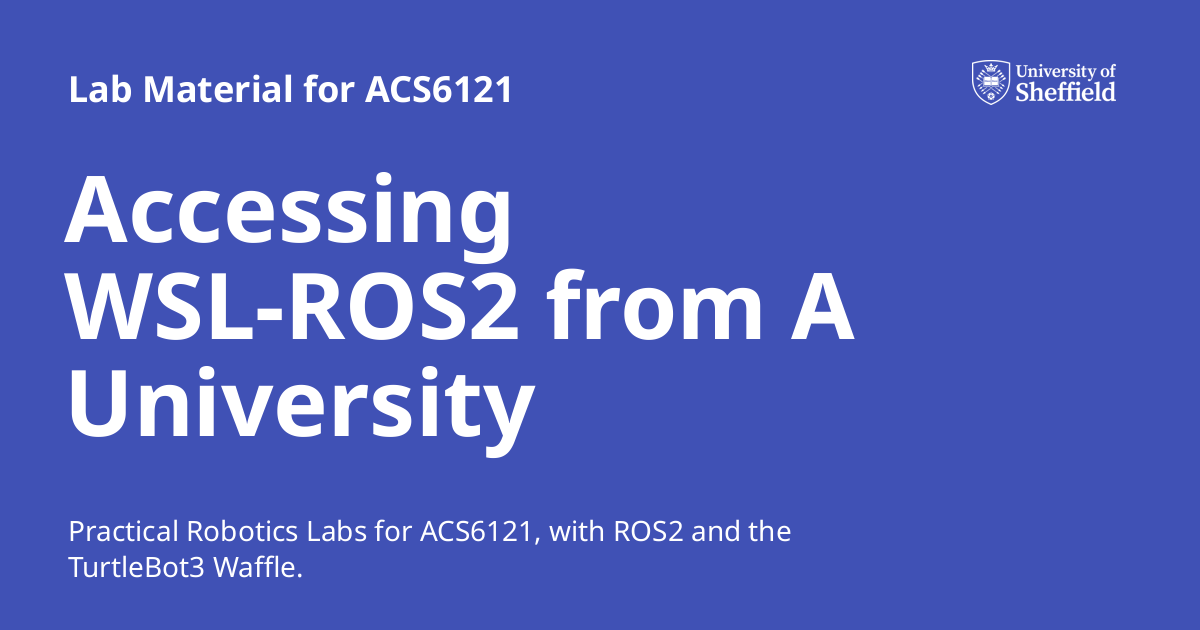 Lab Material for ACS6121
University of
Sheffield
Accessing
WSL-ROS2 from A
University
Practical Robotics Labs for ACS6121, with ROS2 and the
TurtleBot3 Waffle.